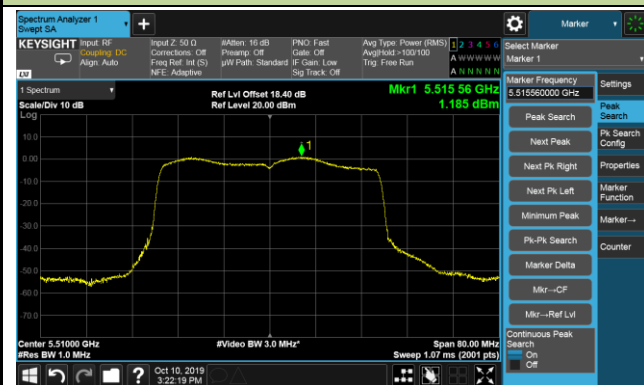 Spectrum Analyzer 1
Swept SA
+
Marker
KEYSIGHT
Input: RF
Coupling: DC
Align: Auto
Input Z: 50 Ω
Corrections: Off
Freq Ref: Int (S)
NFE: Adaptive
#Atten: 16 dB
Preamp: Off
µW Path: Standard
PNO: Fast
Gate: Off
IF Gain: Low
Sig Track: Off
Avg Type: Power (RMS)
Avg|Hold:>100/100
Trig: Free Run
1 2 3 4 5 6
A W W W W W
A N N N N N
Select Marker
Marker 1
LXI
1 Spectrum
Scale/Div 10 dB
Log
Ref Lvl Offset 18.40 dB
Ref Level 20.00 dBm
Mkr1 5.515 56 GHz
1.185 dBm
10.0
0.00
-10.0
-20.0
-30.0
-40.0
-50.0
-60.0
-70.0
1
Center 5.51000 GHz
#Res BW 1.0 MHz
#Video BW 3.0 MHz*
Span 80.00 MHz
Sweep 1.07 ms (2001 pts)
Marker Frequency
5.515560000 GHz
Peak Search
Next Peak
Next Pk Right
Next Pk Left
Minimum Peak
Pk-Pk Search
Marker Delta
Mkr→CF
Mkr→Ref Lvl
Continuous Peak
Search
On
Off
Settings
Peak
Search
Pk Search
Config
Properties
Marker
Function
Marker→
Counter
?
Oct 10, 2019
3:22:19 PM